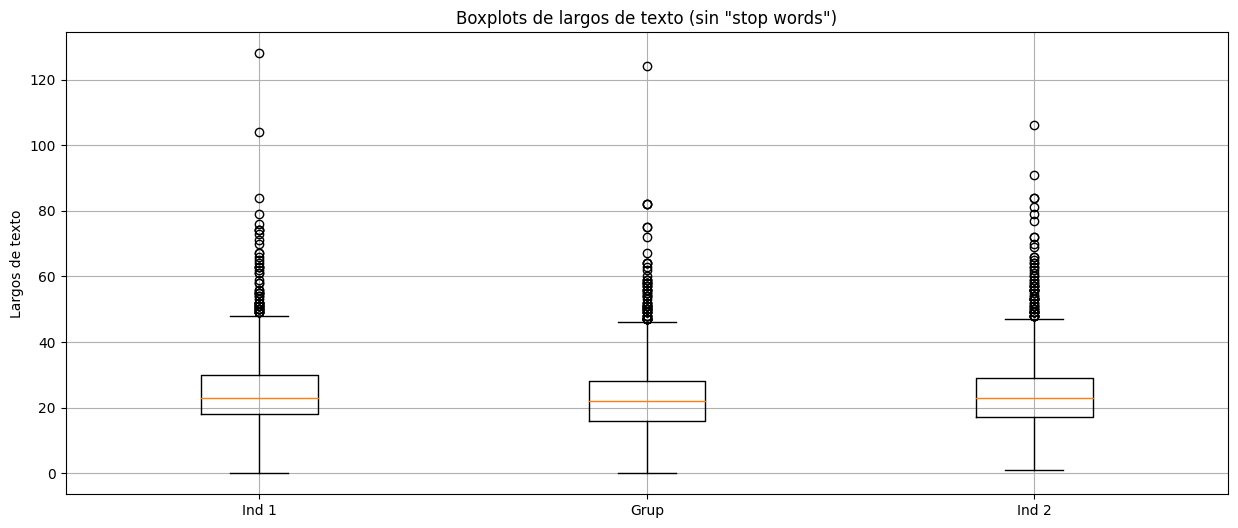 Boxplots de largos de texto (sin "stop words")
Largos de texto
120
100
80
60
40
20
0
Ind 1
Grup
Ind 2